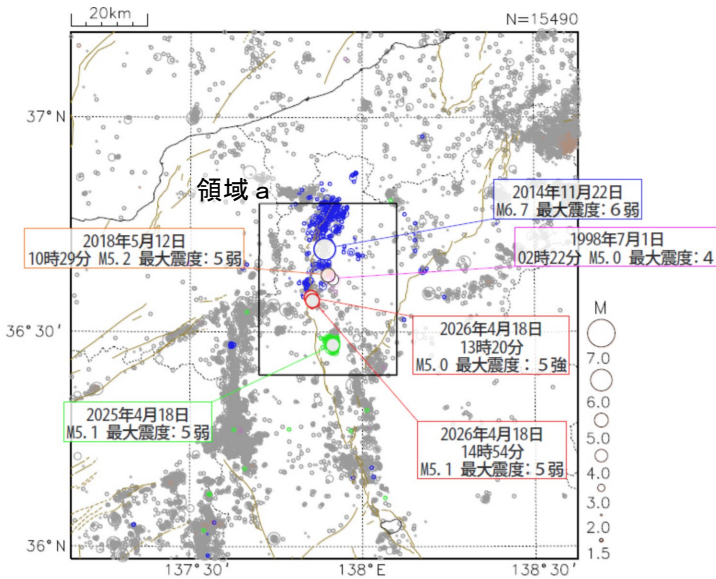 20km
N=15490
37°N
領域a
2014年11月22日
M6.7 最大震度：6弱
2018年5月12日
10時29分 M5.2 最大震度：5弱
1998年7月1日
02時22分 M5.0 最大震度：4
36°30′
2026年4月18日
13時20分
M5.0 最大震度：5強
2025年4月18日
M5.1 最大震度：5弱
2026年4月18日
14時54分
M5.1 最大震度：5弱
M
7.0
6.0
5.0
4.0
3.0
2.0
1.5
36°N
137°30′
138°E
138°30′